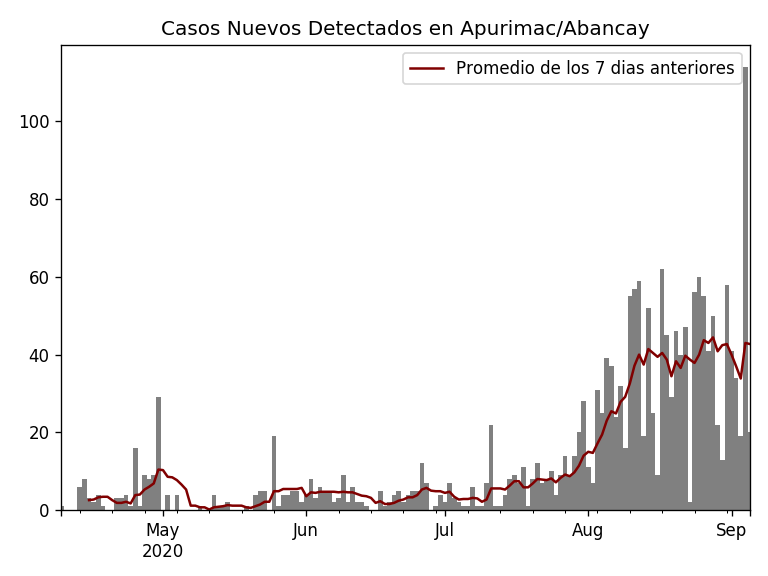 Casos Nuevos Detectados en Apurimac/Abancay
Promedio de los 7 dias anteriores
100
80
60
40
20
0
May
2020
Jun
Jul
Aug
Sep